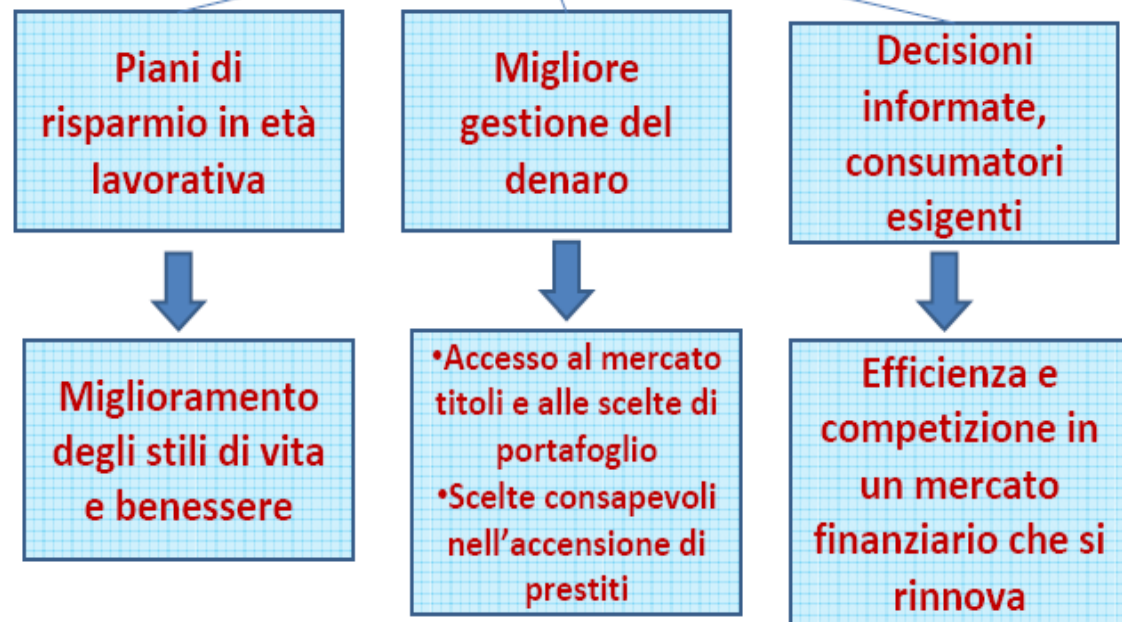 Piani di
risparmio in età
lavorativa
Migliore
gestione del
denaro
Decisioni
informate,
consumatori
esigenti
Miglioramento
degli stili di vita
e benessere
•Accesso al mercato
titoli e alle scelte di
portafoglio
•Scelte consapevoli
nell'accensione di
prestiti
Efficienza e
competizione in
un mercato
finanziario che si
rinnova